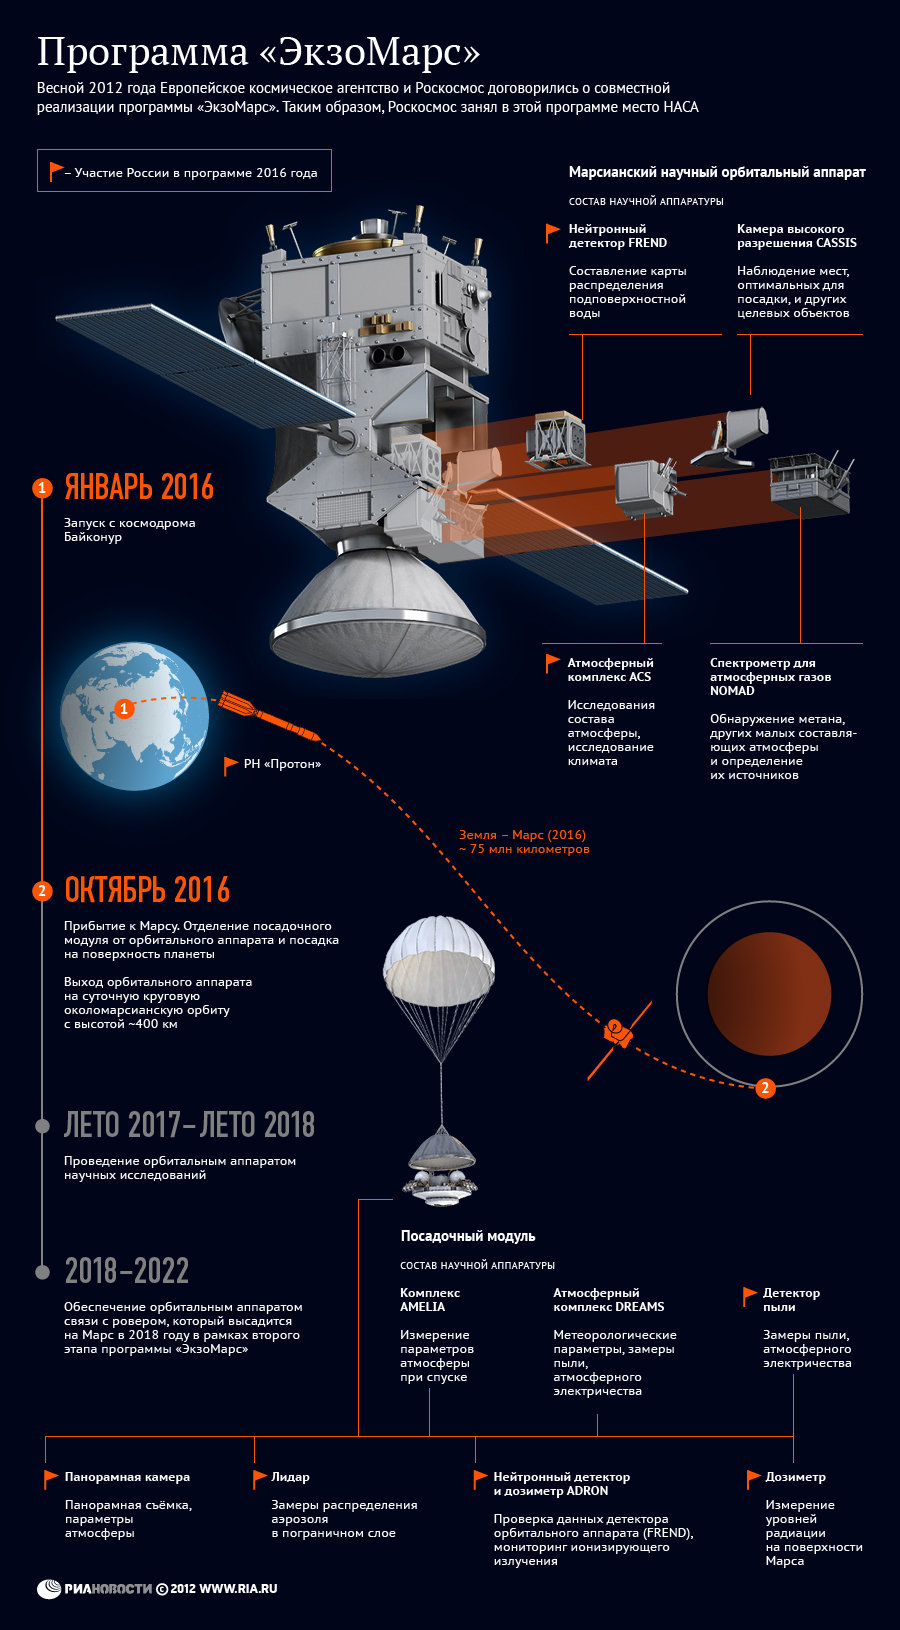 Программа «ЭкзоМарс»
Весной 2012 года Европейское космическое агентство и Роскосмос договорились о совместной
реализации программы «ЭкзоМарс». Таким образом, Роскосмос занял в этой программе место НАСА
– Участие России в программе 2016 года
Марсианский научный орбитальный аппарат
СОСТАВ НАУЧНОЙ АППАРАТУРЫ
Нейтронный
детектор FREND
Составление карты
распределения
подповерхностной
воды
Камера высокого
разрешения CASSIS
Наблюдение мест,
оптимальных для
посадки, и других
целевых объектов
1
ЯНВАРЬ 2016
Запуск с космодрома
Байконур
Атмосферный
комплекс ACS
Исследования
состава
атмосферы,
исследование
климата
Спектрометр для
атмосферных газов
NOMAD
Обнаружение метана,
других малых составля-
ющих атмосферы
и определение
их источников
1
РН «Протон»
Земля – Марс (2016)
~ 75 млн километров
2
ОКТЯБРЬ 2016
Прибытие к Марсу. Отделение посадочного
модуля от орбитального аппарата и посадка
на поверхность планеты
Выход орбитального аппарата
на суточную круговую
околомарсианскую орбиту
с высотой ~400 км
2
ЛЕТО 2017–ЛЕТО 2018
Проведение орбитальным аппаратом
научных исследований
2018–2022
Обеспечение орбитальным аппаратом
связи с ровером, который высадится
на Марс в 2018 году в рамках второго
этапа программы «ЭкзоМарс»
Посадочный модуль
СОСТАВ НАУЧНОЙ АППАРАТУРЫ
Комплекс
AMELIA
Измерение
параметров
атмосферы
при спуске
Атмосферный
комплекс DREAMS
Метеорологические
параметры, замеры
пыли,
атмосферного
электричества
Детектор
пыли
Замеры пыли,
атмосферного
электричества
Панорамная камера
Панорамная съёмка,
параметры
атмосферы
Лидар
Замеры распределения
аэрозоля
в пограничном слое
Нейтронный детектор
и дозиметр ADRON
Проверка данных детектора
орбитального аппарата (FREND),
мониторинг ионизирующего
излучения
Дозиметр
Измерение
уровней
радиации
на поверхности
Марса
РИАНОВОСТИ © 2012 WWW.RIA.RU